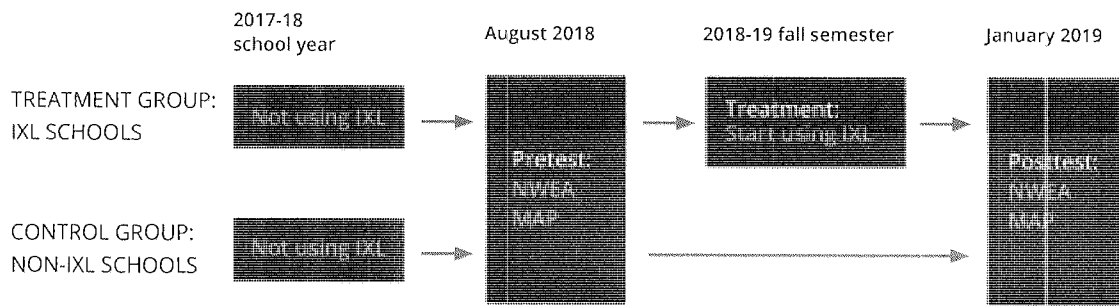 2017-18
school year
August 2018
2018-19 fall semester
January 2019
TREATMENT GROUP:
IXL SCHOOLS
Not using IXL
Pretest:
NWEA
MAP
Treatment:
Start using IXL
Posttest:
NWEA
MAP
CONTROL GROUP:
NON-IXL SCHOOLS
Not using IXL